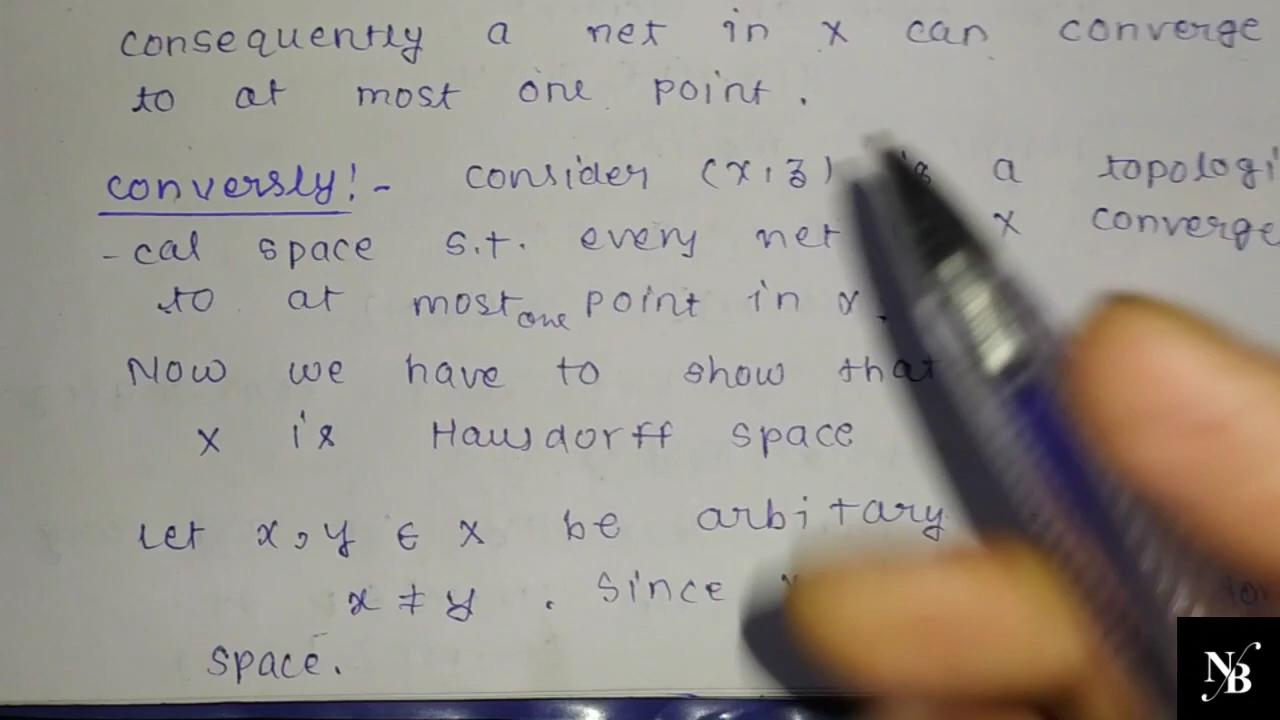 consequently a net in x can converge
to at most one point.
conversly!- consider (x, ʒ) is a topologi
-cal space s.t. every net x converge
to at most one point in x.
Now we have to show that
x is Hausdorff space
Let x, y ∈ x be arbitary
x ≠ y . Since
space.
NB